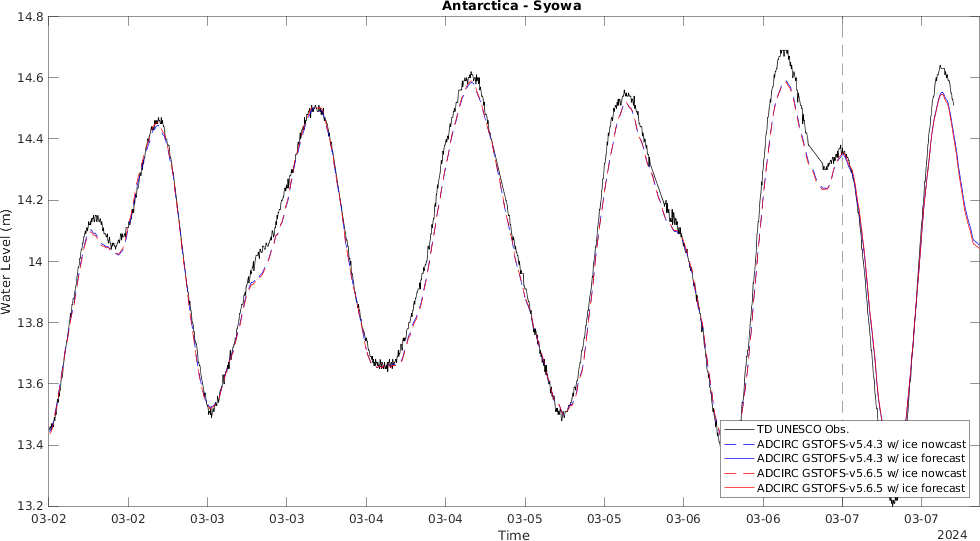 Antarctica - Syowa
14.8
14.6
14.4
14.2
14
13.8
13.6
13.4
13.2
Water Level (m)
TD UNESCO Obs.
ADCIRC GSTOFS-v5.4.3 w/ ice nowcast
ADCIRC GSTOFS-v5.4.3 w/ ice forecast
ADCIRC GSTOFS-v5.6.5 w/ ice nowcast
ADCIRC GSTOFS-v5.6.5 w/ ice forecast
03-02 03-02 03-03 03-03 03-04 03-04 03-05 03-05 03-06 03-06 03-07 03-07
Time
2024